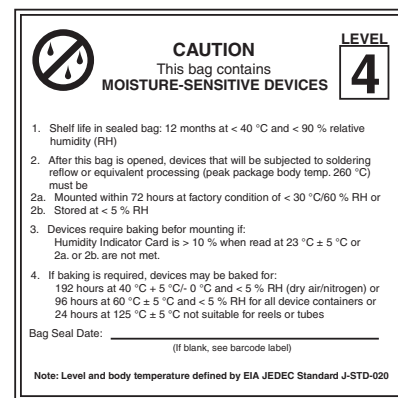 CAUTION
This bag contains
MOISTURE-SENSITIVE DEVICES
LEVEL
4
1. Shelf life in sealed bag: 12 months at < 40 °C and < 90 % relative
humidity (RH)
2. After this bag is opened, devices that will be subjected to soldering
reflow or equivalent processing (peak package body temp. 260 °C)
must be
2a. Mounted within 72 hours at factory condition of < 30 °C/60 % RH or
2b. Stored at < 5 % RH
3. Devices require baking befor mounting if:
Humidity Indicator Card is > 10 % when read at 23 °C ± 5 °C or
2a. or 2b. are not met.
4. If baking is required, devices may be baked for:
192 hours at 40 °C + 5 °C/- 0 °C and < 5 % RH (dry air/nitrogen) or
96 hours at 60 °C ± 5 °C and < 5 % RH for all device containers or
24 hours at 125 °C ± 5 °C not suitable for reels or tubes
Bag Seal Date:
(If blank, see barcode label)
Note: Level and body temperature defined by EIA JEDEC Standard J-STD-020